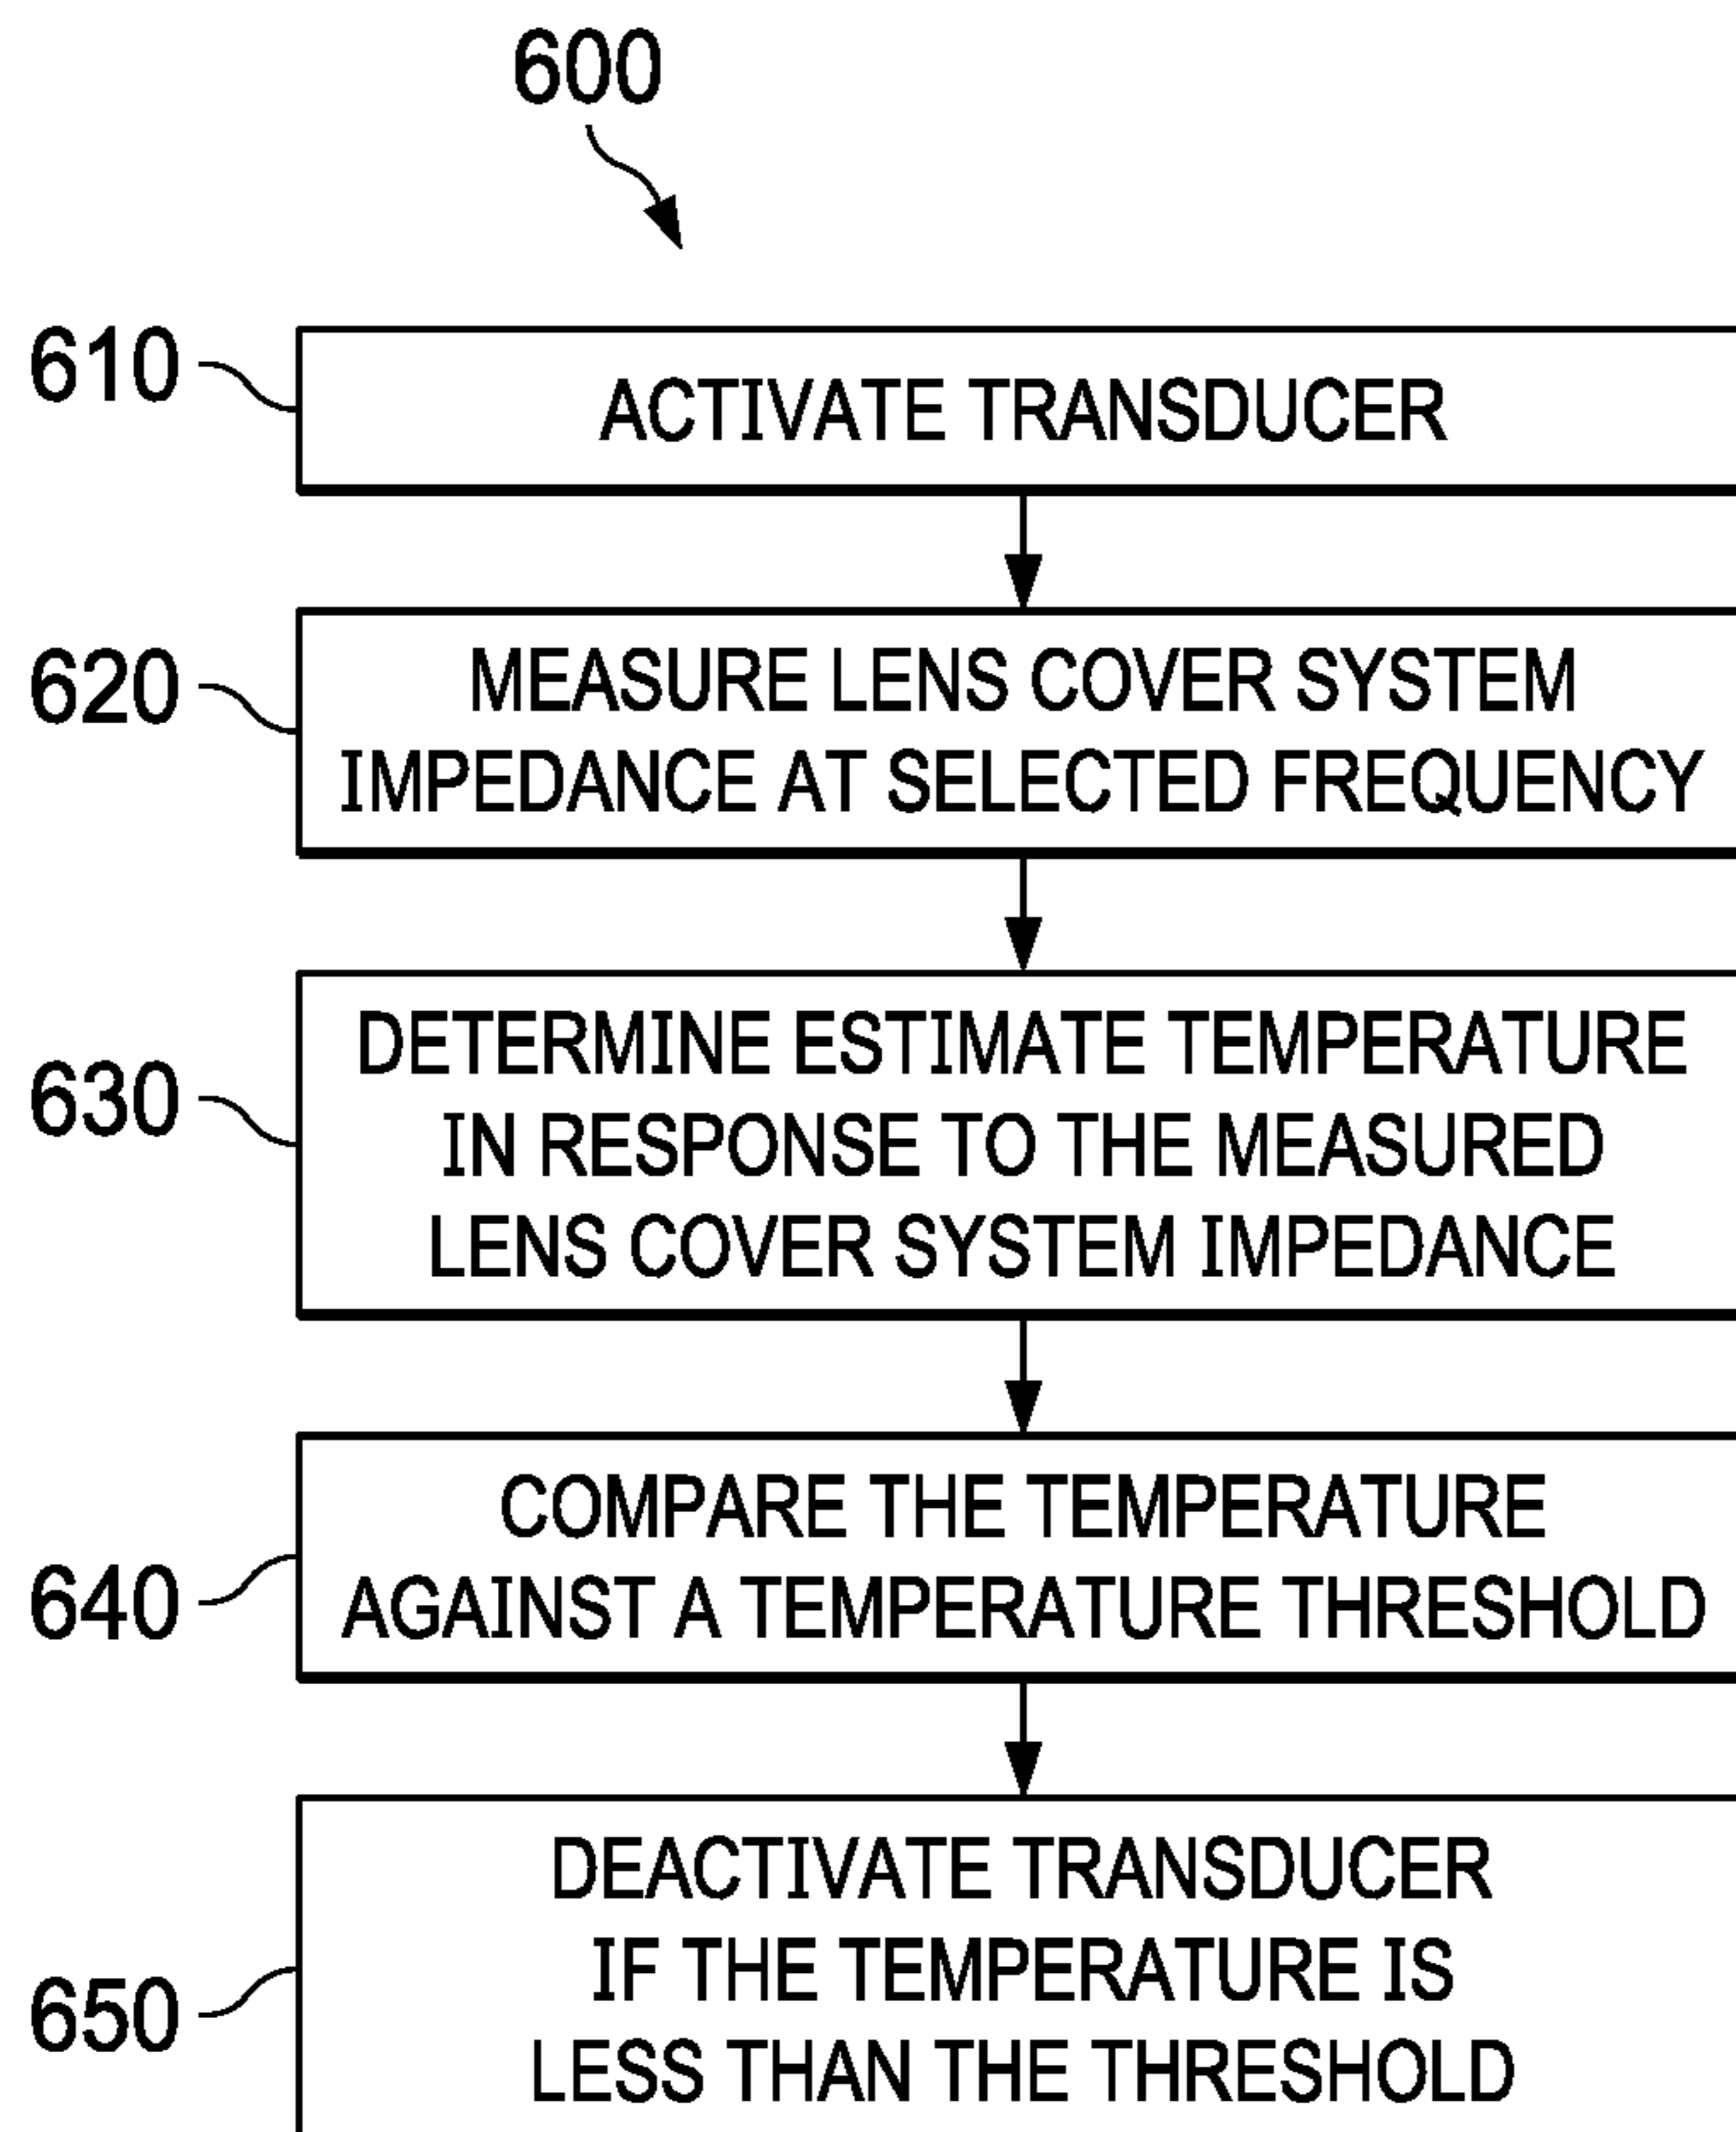 600
610
ACTIVATE TRANSDUCER
620
MEASURE LENS COVER SYSTEM
IMPEDANCE AT SELECTED FREQUENCY
630
DETERMINE ESTIMATE TEMPERATURE
IN RESPONSE TO THE MEASURED
LENS COVER SYSTEM IMPEDANCE
640
COMPARE THE TEMPERATURE
AGAINST A TEMPERATURE THRESHOLD
650
DEACTIVATE TRANSDUCER
IF THE TEMPERATURE IS
LESS THAN THE THRESHOLD